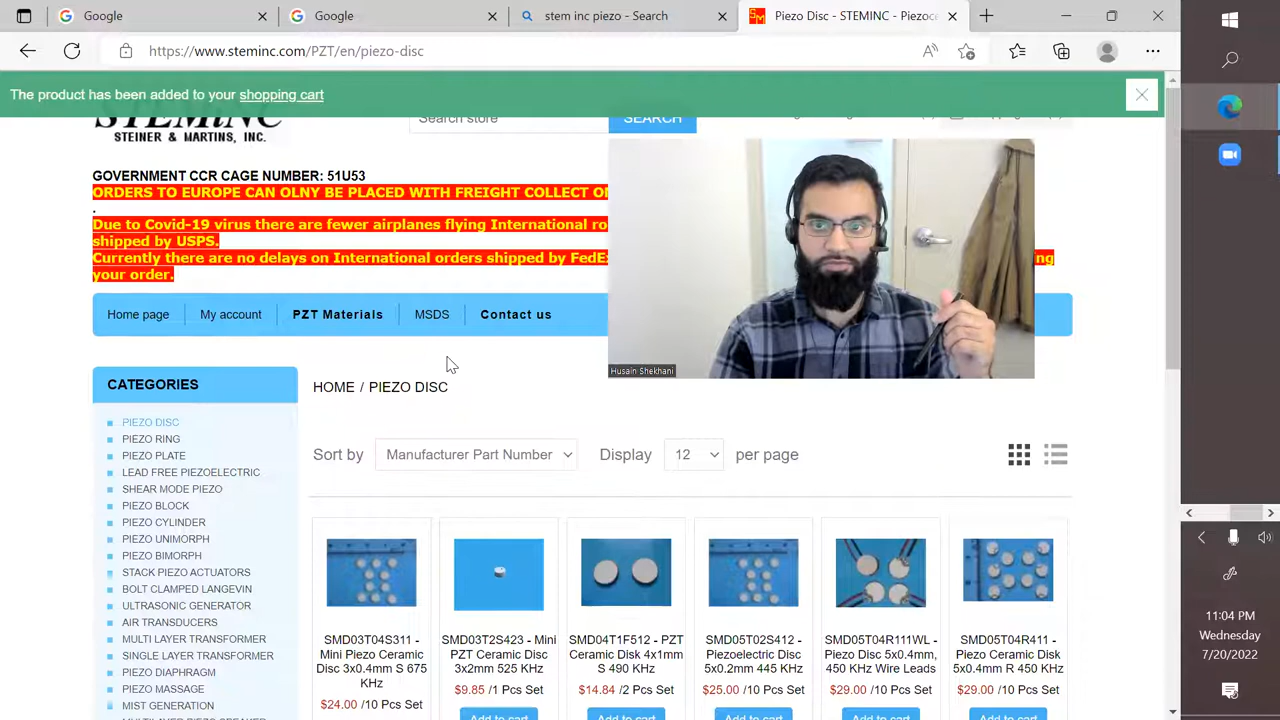 Google
Google
stem inc piezo - Search
Piezo Disc - STEMINC - Piezoce
https://www.steminc.com/PZT/en/piezo-disc
The product has been added to your shopping cart
STEMiNC
STEINER & MARTINS, INC.
Search store
SEARCH
GOVERNMENT CCR CAGE NUMBER: 51U53
ORDERS TO EUROPE CAN OLNY BE PLACED WITH FREIGHT COLLECT
.
Due to Covid-19 virus there are fewer airplanes flying International
shipped by USPS.
Currently there are no delays on International orders shipped by FedEx
your order.
Home page
My account
PZT Materials
MSDS
Contact us
Husain Shekhani
CATEGORIES
PIEZO DISC
PIEZO RING
PIEZO PLATE
LEAD FREE PIEZOELECTRIC
SHEAR MODE PIEZO
PIEZO BLOCK
PIEZO CYLINDER
PIEZO UNIMORPH
PIEZO BIMORPH
STACK PIEZO ACTUATORS
BOLT CLAMPED LANGEVIN
ULTRASONIC GENERATOR
AIR TRANSDUCERS
MULTI LAYER TRANSFORMER
SINGLE LAYER TRANSFORMER
PIEZO DIAPHRAGM
PIEZO MASSAGE
MIST GENERATION
HOME / PIEZO DISC
Sort by
Manufacturer Part Number
Display
12
per page
SMD03T04S311 -
Mini Piezo Ceramic
Disc 3x0.4mm S 675
KHz
$24.00 /10 Pcs Set
SMD03T2S423 - Mini
PZT Ceramic Disc
3x2mm 525 KHz
$9.85 /1 Pcs Set
Add to cart
SMD04T1F512 - PZT
Ceramic Disk 4x1mm
S 490 KHz
$14.84 /2 Pcs Set
Add to cart
SMD05T02S412 -
Piezoelectric Disc
5x0.2mm 445 KHz
$25.00 /10 Pcs Set
Add to cart
SMD05T04R111WL -
Piezo Disc 5x0.4mm,
450 KHz Wire Leads
$29.00 /10 Pcs Set
Add to cart
SMD05T04R411 -
Piezo Ceramic Disk
5x0.4mm R 450 KHz
$29.00 /10 Pcs Set
Add to cart
11:04 PM
Wednesday
7/20/2022